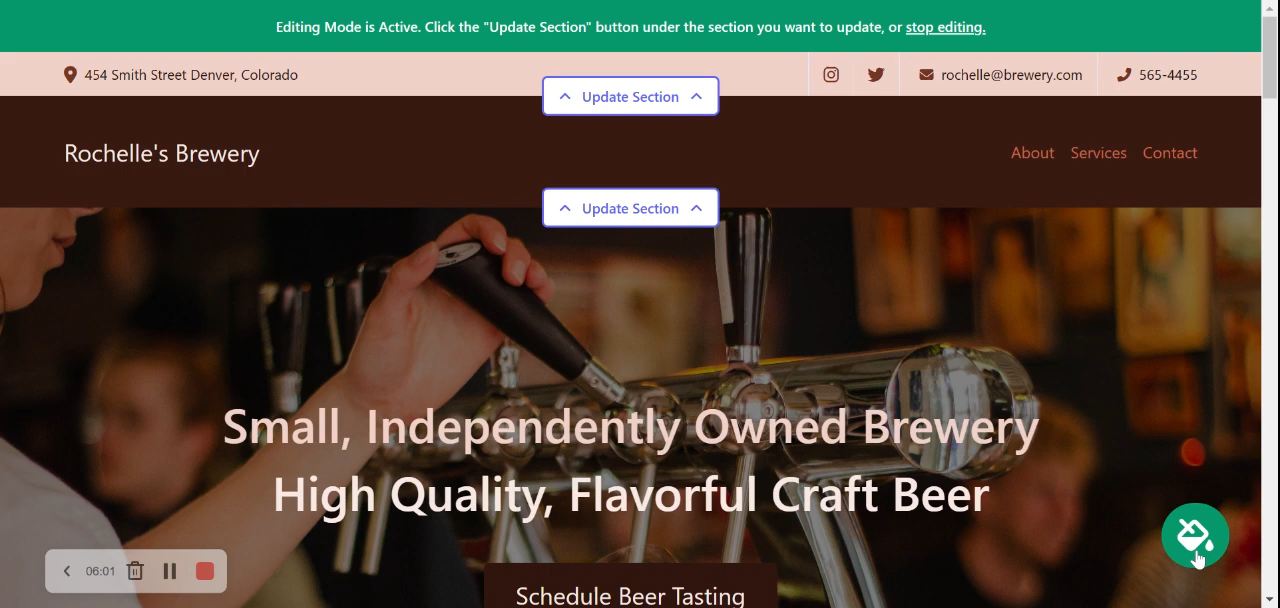 Editing Mode is Active. Click the "Update Section" button under the section you want to update, or stop editing.
454 Smith Street Denver, Colorado
rochelle@brewery.com
565-4455
Update Section
Rochelle's Brewery
About
Services
Contact
Update Section
Small, Independently Owned Brewery
High Quality, Flavorful Craft Beer
06:01
Schedule Beer Tasting